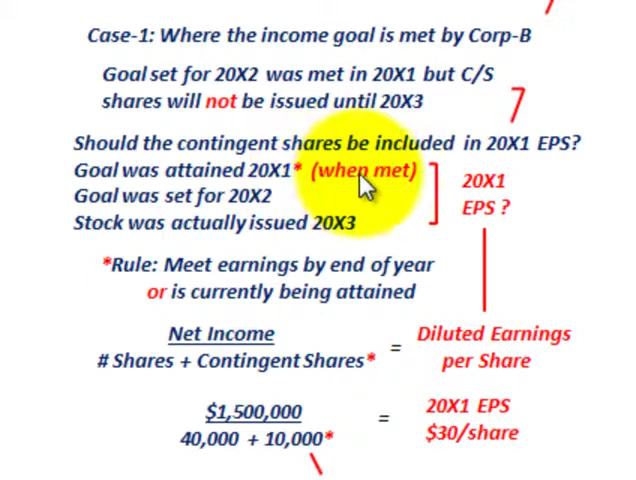 Case-1: Where the income goal is met by Corp-B
Goal set for 20X2 was met in 20X1 but C/S
shares will not be issued until 20X3
Should the contingent shares be included in 20X1 EPS?
Goal was attained 20X1* (when met)
Goal was set for 20X2
Stock was actually issued 20X3
20X1
EPS ?
*Rule: Meet earnings by end of year
or is currently being attained
Net Income
# Shares + Contingent Shares*
=
Diluted Earnings
per Share
$1,500,000
40,000 + 10,000*
=
20X1 EPS
$30/share